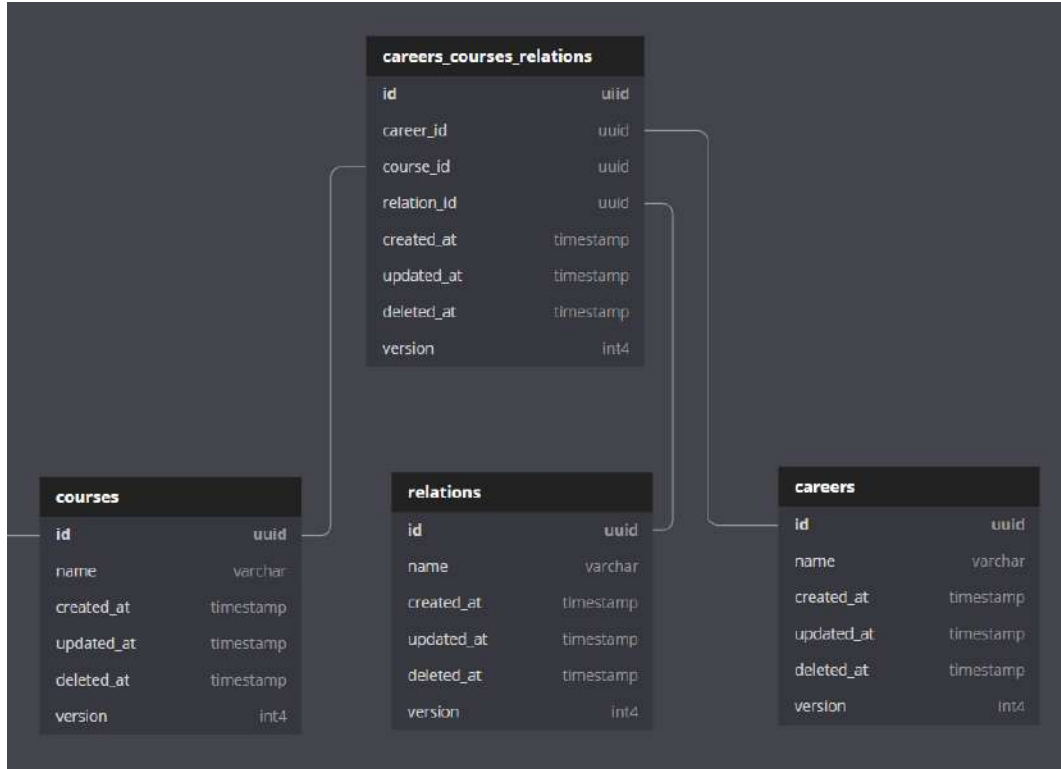 careers_courses_relations
id uuid
career_id uuid
course_id uuid
relation_id uuid
created_at timestamp
updated_at timestamp
deleted_at timestamp
version int4
courses
id uuid
name varchar
created_at timestamp
updated_at timestamp
deleted_at timestamp
version int4
relations
id uuid
name varchar
created_at timestamp
updated_at timestamp
deleted_at timestamp
version int4
careers
id uuid
name varchar
created_at timestamp
updated_at timestamp
deleted_at timestamp
version int4